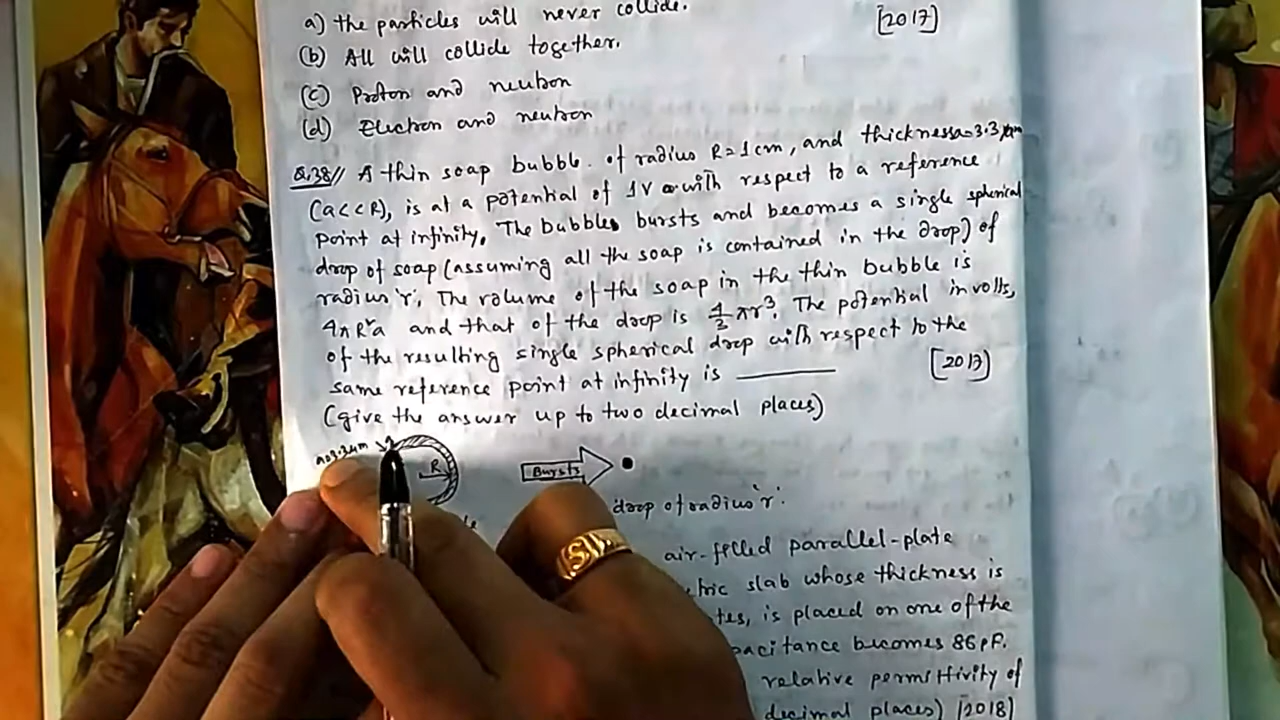 a) the particles will never collide. [2017]
(b) All will collide together.
(c) Proton and neutron
(d) Electron and neutron
Q.38// A thin soap bubble. of radius R=1cm, and thickness a=3.3 μm
(a<<R), is at a potential of 1V with respect to a reference
point at infinity. The bubbles bursts and becomes a single spherical
drop of soap (assuming all the soap is contained in the drop) of
radius 'r'. The volume of the soap in the thin bubble is
4πR²a and that of the drop is 4/3 πr³. The potential in volts,
of the resulting single spherical drop with respect to the
same reference point at infinity is ______ [2017]
(give the answer up to two decimal places)
a=3.3μm
R
Bursts
drop of radius 'r'.
air-filled parallel-plate
slab whose thickness is
is placed on one of the
becomes 86pF.
relative permittivity of
decimal places) [2018]